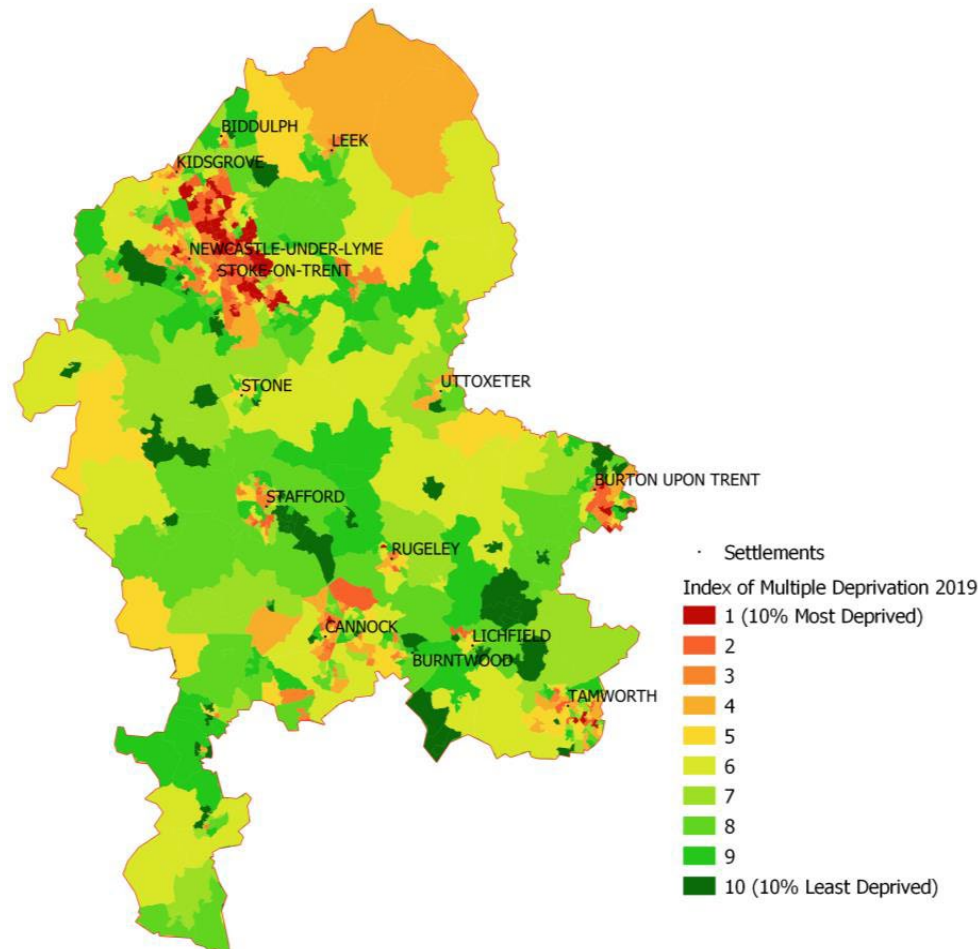 BIDDULPH
LEEK
KIDSGROVE
NEWCASTLE-UNDER-LYME
STOKE-ON-TRENT
STONE
UTTOXETER
BURTON UPON TRENT
STAFFORD
RUGELEY
CANNOCK
LICHFIELD
BURNTWOOD
TAMWORTH
Settlements
Index of Multiple Deprivation 2019
1 (10% Most Deprived)
2
3
4
5
6
7
8
9
10 (10% Least Deprived)